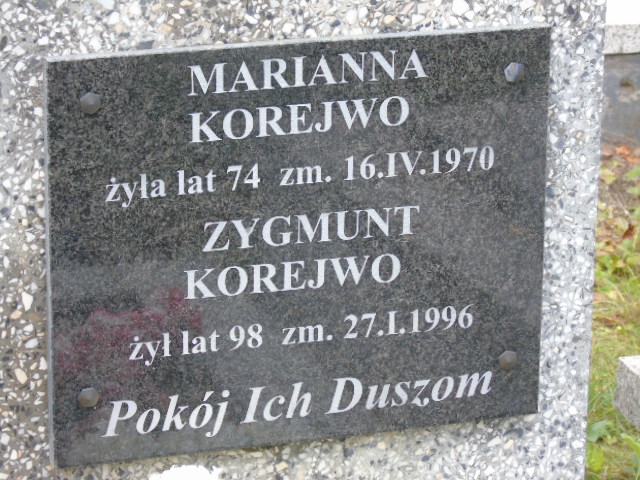 MARIANNA
KOREJWO
żyła lat 74 zm. 16.IV.1970
ZYGMUNT
KOREJWO
żył lat 98 zm. 27.I.1996
Pokój Ich Duszom